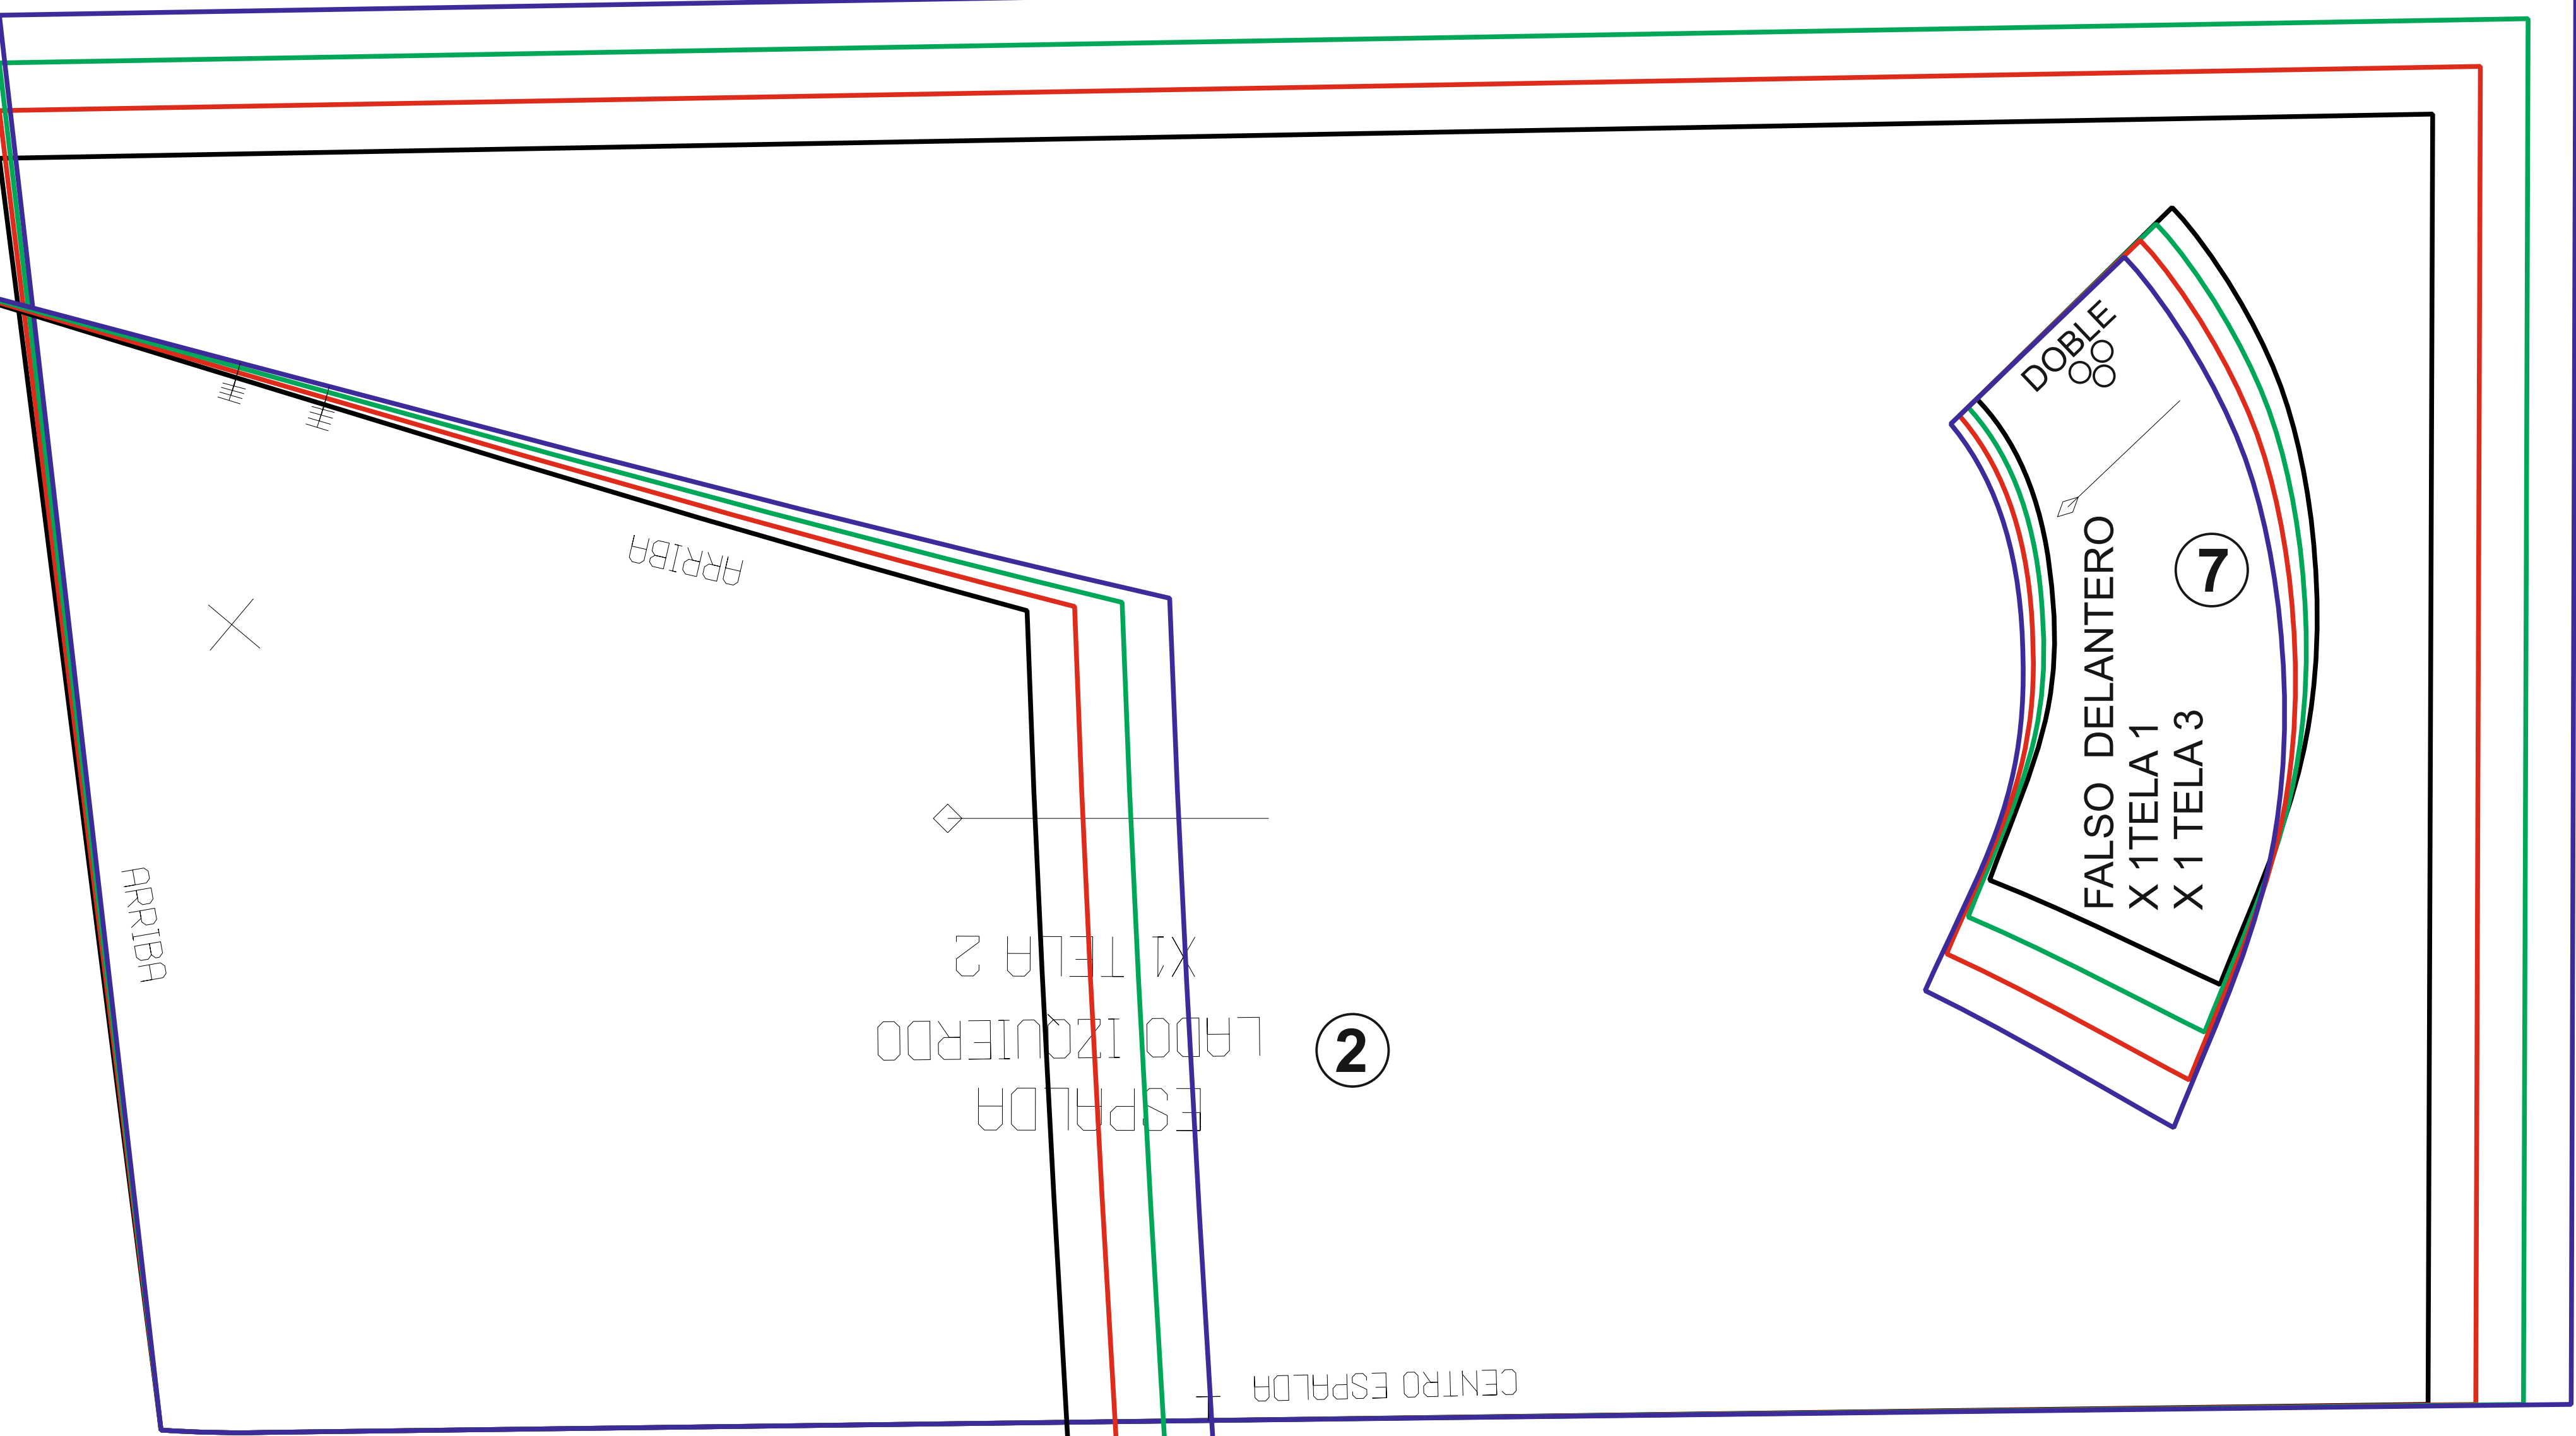 DOBLE
FALSO DELANTERO
X 1TELA 1
X 1 TELA 3
7
ARRIBA
ARRIBA
ESPALDA
LADO IZQUIERDO
X1 TELA 2
2
CENTRO ESPALDA